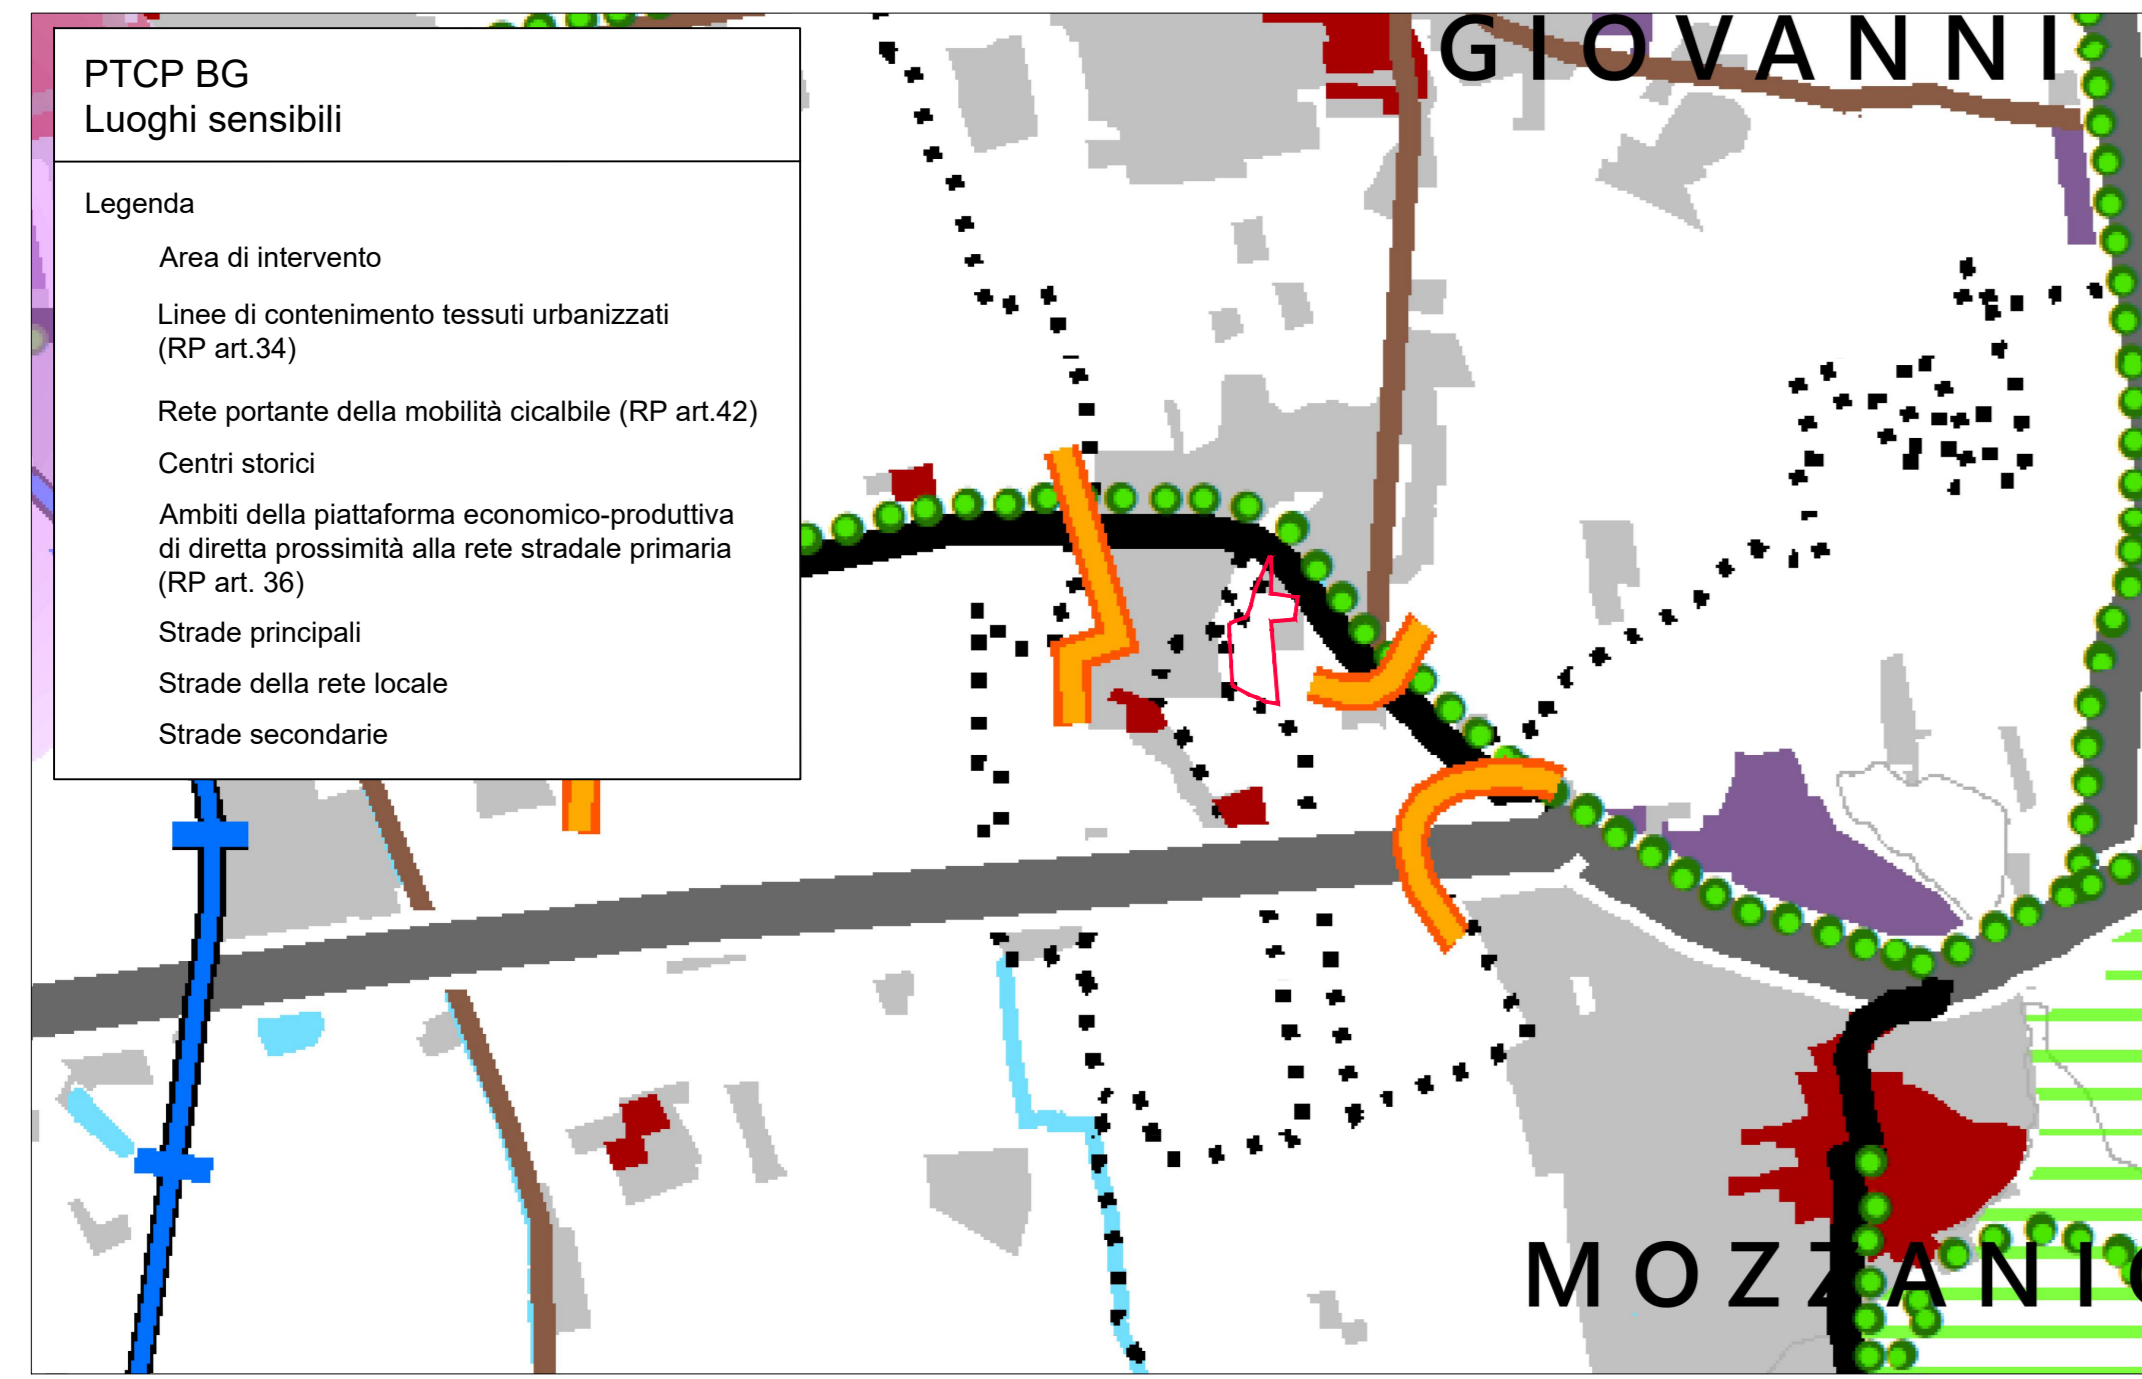 PTCP BG
Luoghi sensibili
Legenda
Area di intervento
Linee di contenimento tessuti urbanizzati
(RP art.34)
Rete portante della mobilità cicalbile (RP art.42)
Centri storici
Ambiti della piattaforma economico-produttiva
di diretta prossimità alla rete stradale primaria
(RP art. 36)
Strade principali
Strade della rete locale
Strade secondarie
GIOVANNI
MOZZANIC